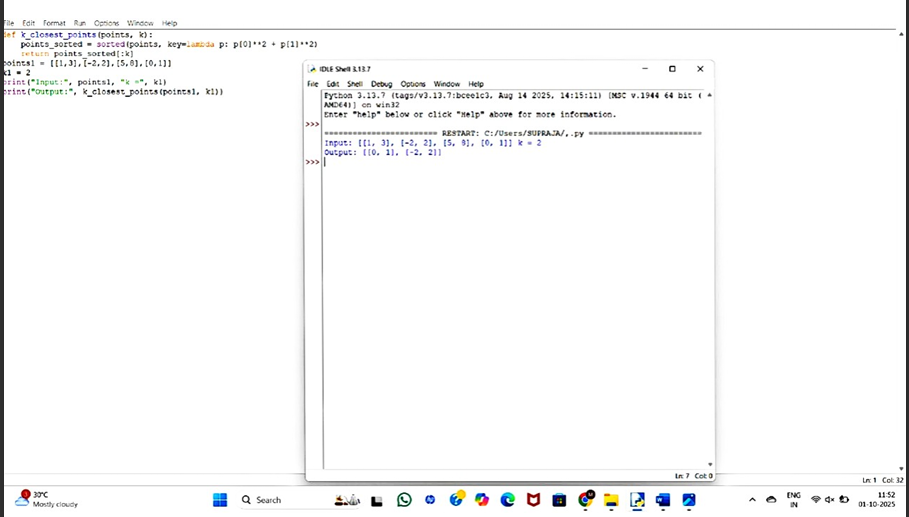 File Edit Format Run Options Window Help
def k_closest_points(points, k):
points_sorted = sorted(points, key=lambda p: p[0]**2 + p[1]**2)
return points_sorted[:k]
points1 = [[1,3],[-2,2],[5,8],[0,1]]
k1 = 2
print("Input:", points1, "k =", k1)
print("Output:", k_closest_points(points1, k1))
IDLE Shell 3.13.7
File Edit Shell Debug Options Window Help
Python 3.13.7 (tags/v3.13.7:bceelc3, Aug 14 2025, 14:15:11) [MSC v.1944 64 bit (
AMD64)] on win32
Enter "help" below or click "Help" above for more information.
>>>
======================= RESTART: C:/Users/SUPRAJA/,.py =======================
Input: [[1, 3], [-2, 2], [5, 8], [0, 1]] k = 2
Output: [[0, 1], [-2, 2]]
>>>
Ln: 7 Col: 0
Ln: 1 Col: 32
30°C
Mostly cloudy
Search
ENG
IN
11:52
01-10-2025